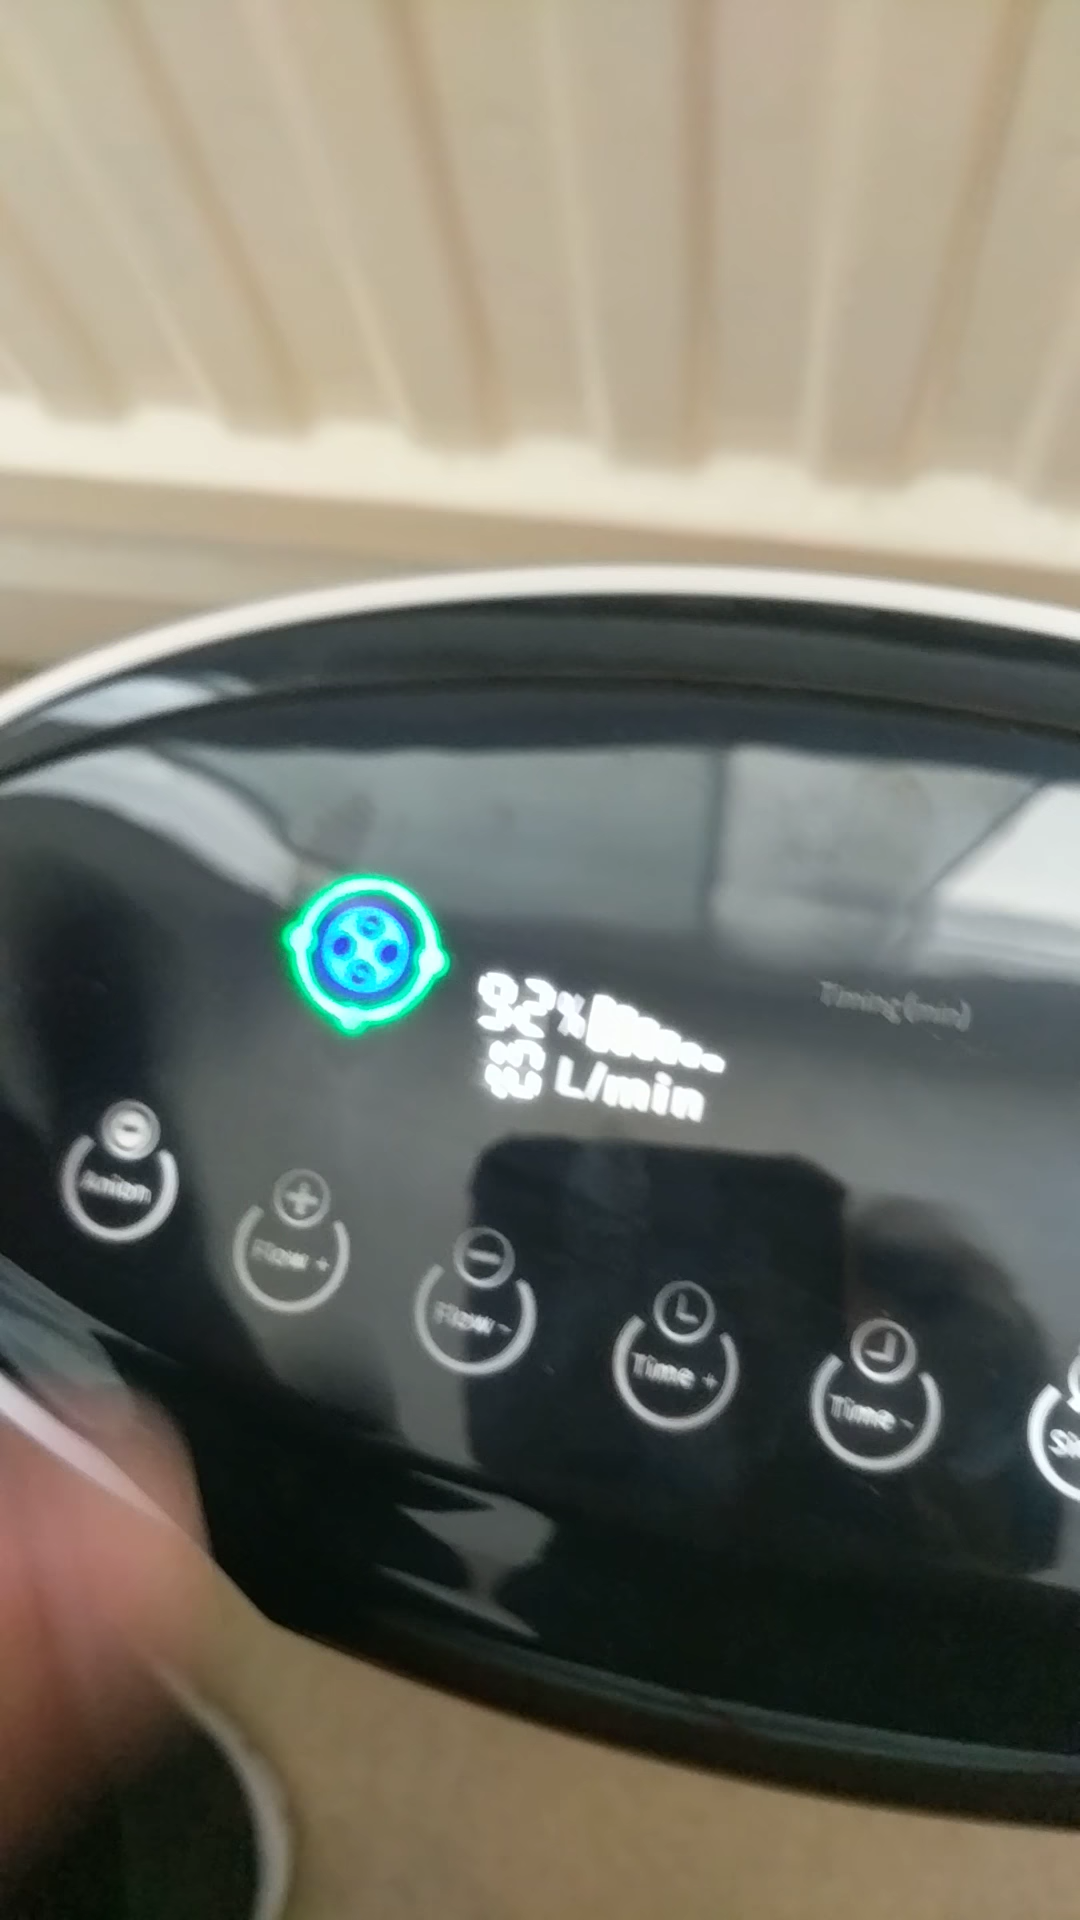 Timing(min)
92%
L/min
Anion
Flow +
Flow -
Time +
Time -